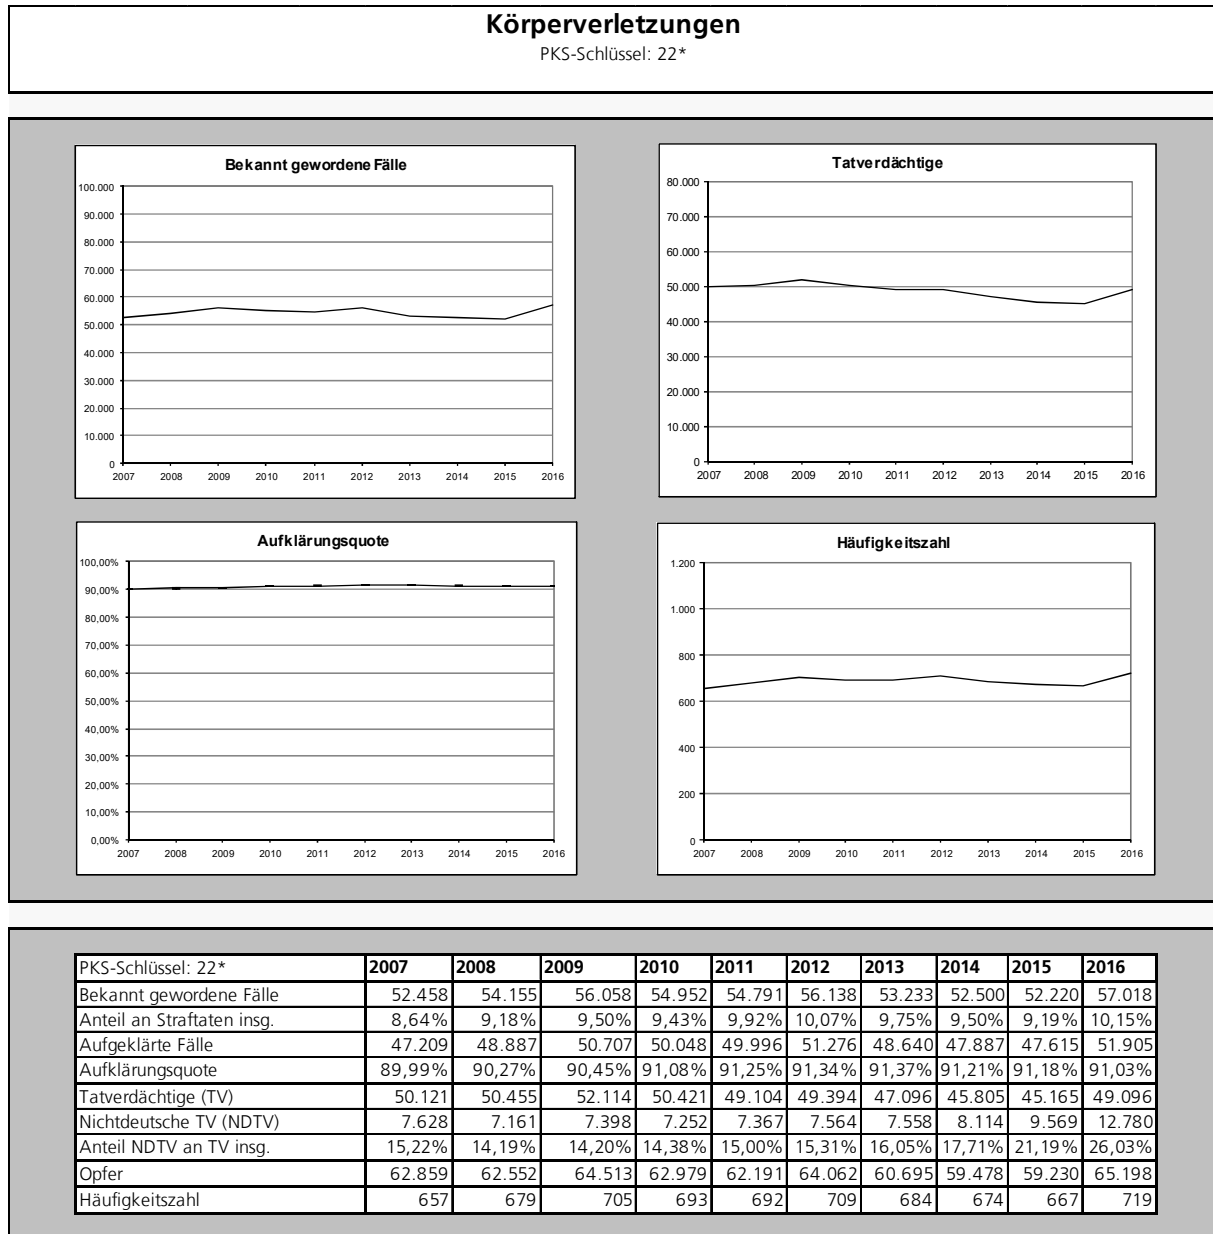 Körperverletzungen
PKS-Schlüssel: 22*
Bekannt gewordene Fälle
100.000
90.000
80.000
70.000
60.000
50.000
40.000
30.000
20.000
10.000
0
2007 2008 2009 2010 2011 2012 2013 2014 2015 2016
Tatverdächtige
80.000
70.000
60.000
50.000
40.000
30.000
20.000
10.000
0
2007 2008 2009 2010 2011 2012 2013 2014 2015 2016
Aufklärungsquote
100,00%
90,00%
80,00%
70,00%
60,00%
50,00%
40,00%
30,00%
20,00%
10,00%
0,00%
2007 2008 2009 2010 2011 2012 2013 2014 2015 2016
Häufigkeitszahl
1.200
1.000
800
600
400
200
0
2007 2008 2009 2010 2011 2012 2013 2014 2015 2016
PKS-Schlüssel: 22* 2007 2008 2009 2010 2011 2012 2013 2014 2015 2016
Bekannt gewordene Fälle 52.458 54.155 56.058 54.952 54.791 56.138 53.233 52.500 52.220 57.018
Anteil an Straftaten insg. 8,64% 9,18% 9,50% 9,43% 9,92% 10,07% 9,75% 9,50% 9,19% 10,15%
Aufgeklärte Fälle 47.209 48.887 50.707 50.048 49.996 51.276 48.640 47.887 47.615 51.905
Aufklärungsquote 89,99% 90,27% 90,45% 91,08% 91,25% 91,34% 91,37% 91,21% 91,18% 91,03%
Tatverdächtige (TV) 50.121 50.455 52.114 50.421 49.104 49.394 47.096 45.805 45.165 49.096
Nichtdeutsche TV (NDTV) 7.628 7.161 7.398 7.252 7.367 7.564 7.558 8.114 9.569 12.780
Anteil NDTV an TV insg. 15,22% 14,19% 14,20% 14,38% 15,00% 15,31% 16,05% 17,71% 21,19% 26,03%
Opfer 62.859 62.552 64.513 62.979 62.191 64.062 60.695 59.478 59.230 65.198
Häufigkeitszahl 657 679 705 693 692 709 684 674 667 719